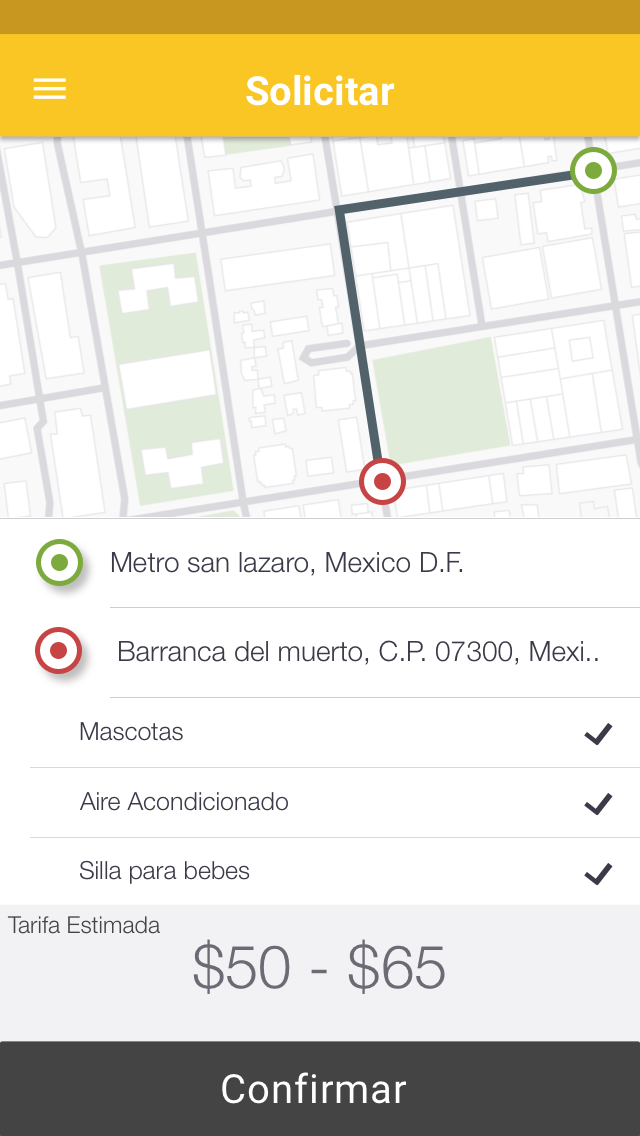 Solicitar
Metro san lazaro, Mexico D.F.
Barranca del muerto, C.P. 07300, Mexi..
Mascotas
Aire Acondicionado
Silla para bebes
Tarifa Estimada
$50 - $65
Confirmar